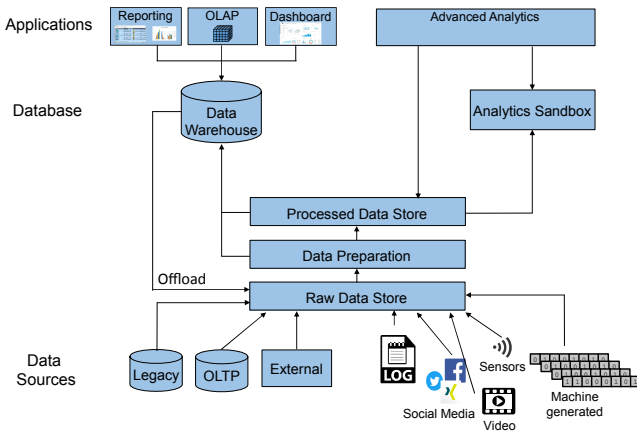 Applications
Reporting
OLAP
Dashboard
Advanced Analytics
Database
Data
Warehouse
Analytics Sandbox
Processed Data Store
Data Preparation
Offload
Raw Data Store
Data
Sources
Legacy
OLTP
External
LOG
Social Media
Video
Sensors
Machine
generated